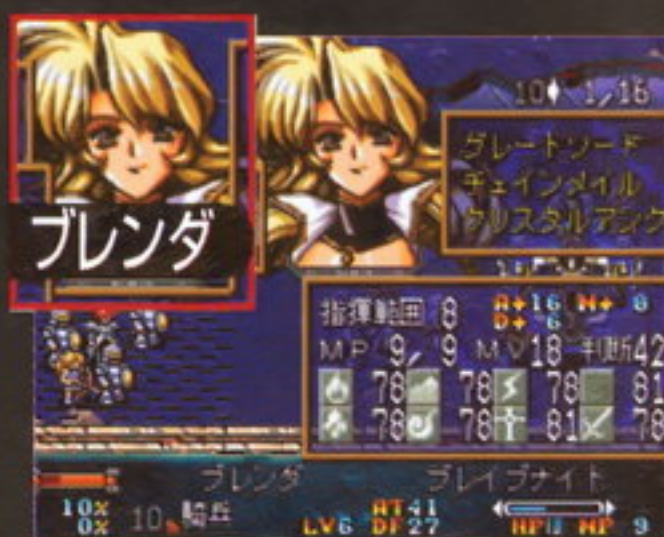 ブレンダ
10 1/16
グレートソード
チェインメイル
クリスタルアンク
指揮範囲 8 A+16 M+ 8
D+ 6
MP 9/ 9 MV18 判断42
78 78 78 81
78 78 81 78
ブレンダ ブレイブナイト
10%
0%
10 騎兵
AT41
LV6 DF27
HP MP 9